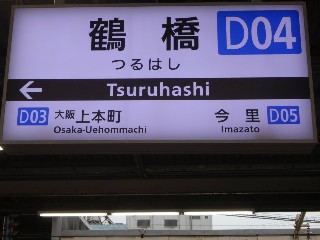 鶴橋 D04
つるはし
← Tsuruhashi
D03 大阪上本町 今里 D05
Osaka-Uehommachi Imazato